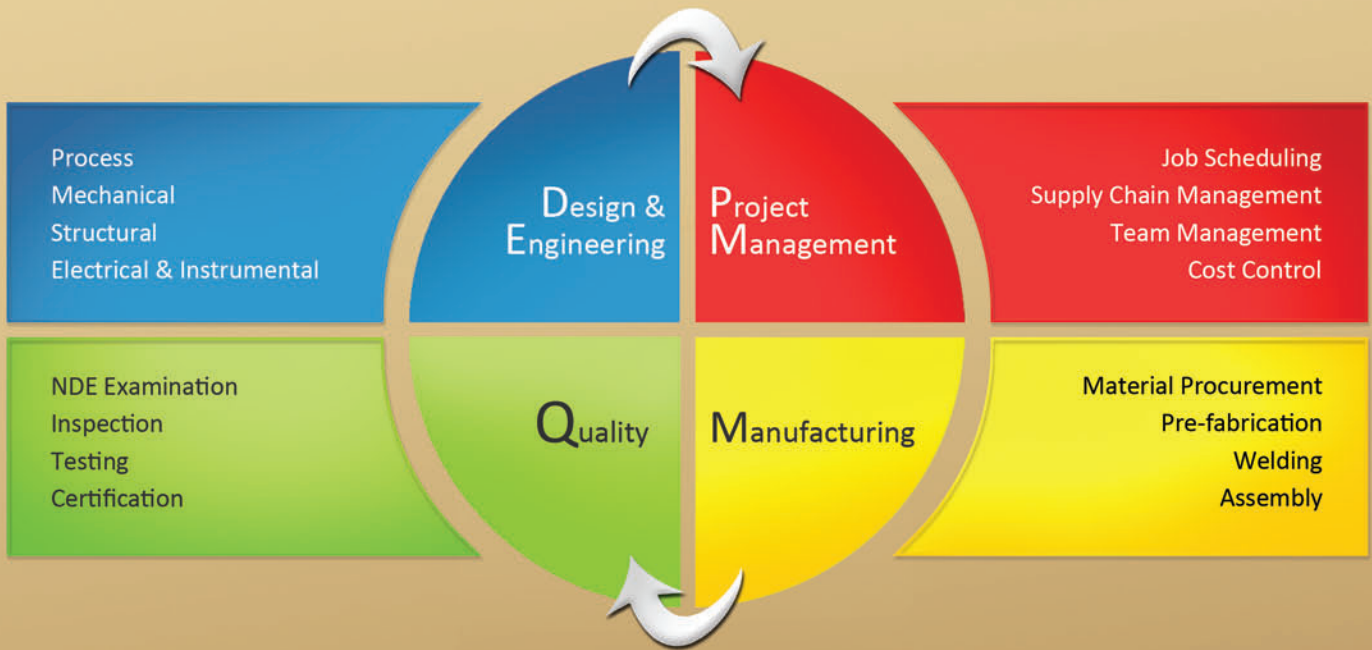 Process
Mechanical
Structural
Electrical & Instrumental
Design &
Engineering
Project
Management
Job Scheduling
Supply Chain Management
Team Management
Cost Control
NDE Examination
Inspection
Testing
Certification
Quality
Manufacturing
Material Procurement
Pre-fabrication
Welding
Assembly